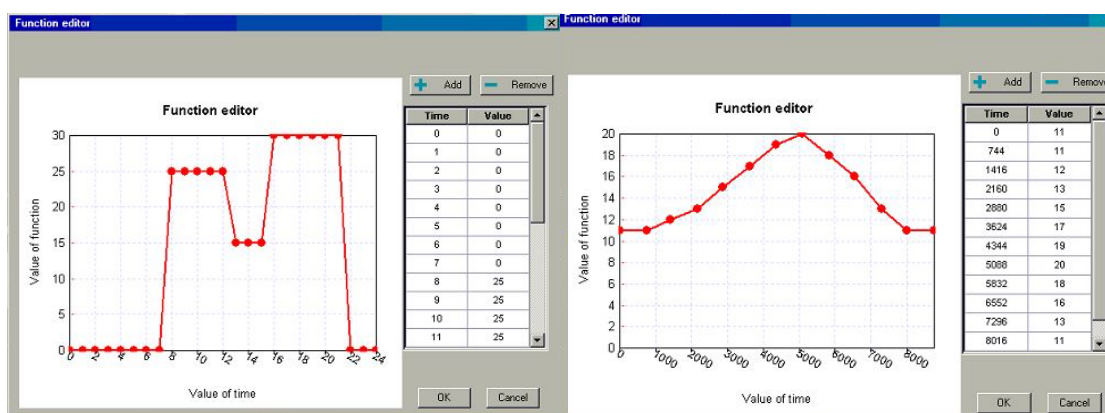 Function editor
Add Remove
Function editor
Time Value
0 0
1 0
2 0
3 0
4 0
5 0
6 0
7 0
8 25
9 25
10 25
11 25
30
25
20
15
10
5
0
Value of function
0 2 4 6 8 10 12 14 16 18 20 22 24
Value of time
OK Cancel
Function editor
Add Remove
Function editor
Time Value
0 11
744 11
1416 12
2160 13
2880 15
3624 17
4344 19
5088 20
5832 18
6552 16
7296 13
8016 11
20
18
16
14
12
10
8
6
4
2
0
Value of function
0 1000 2000 3000 4000 5000 6000 7000 8000
Value of time
OK Cancel